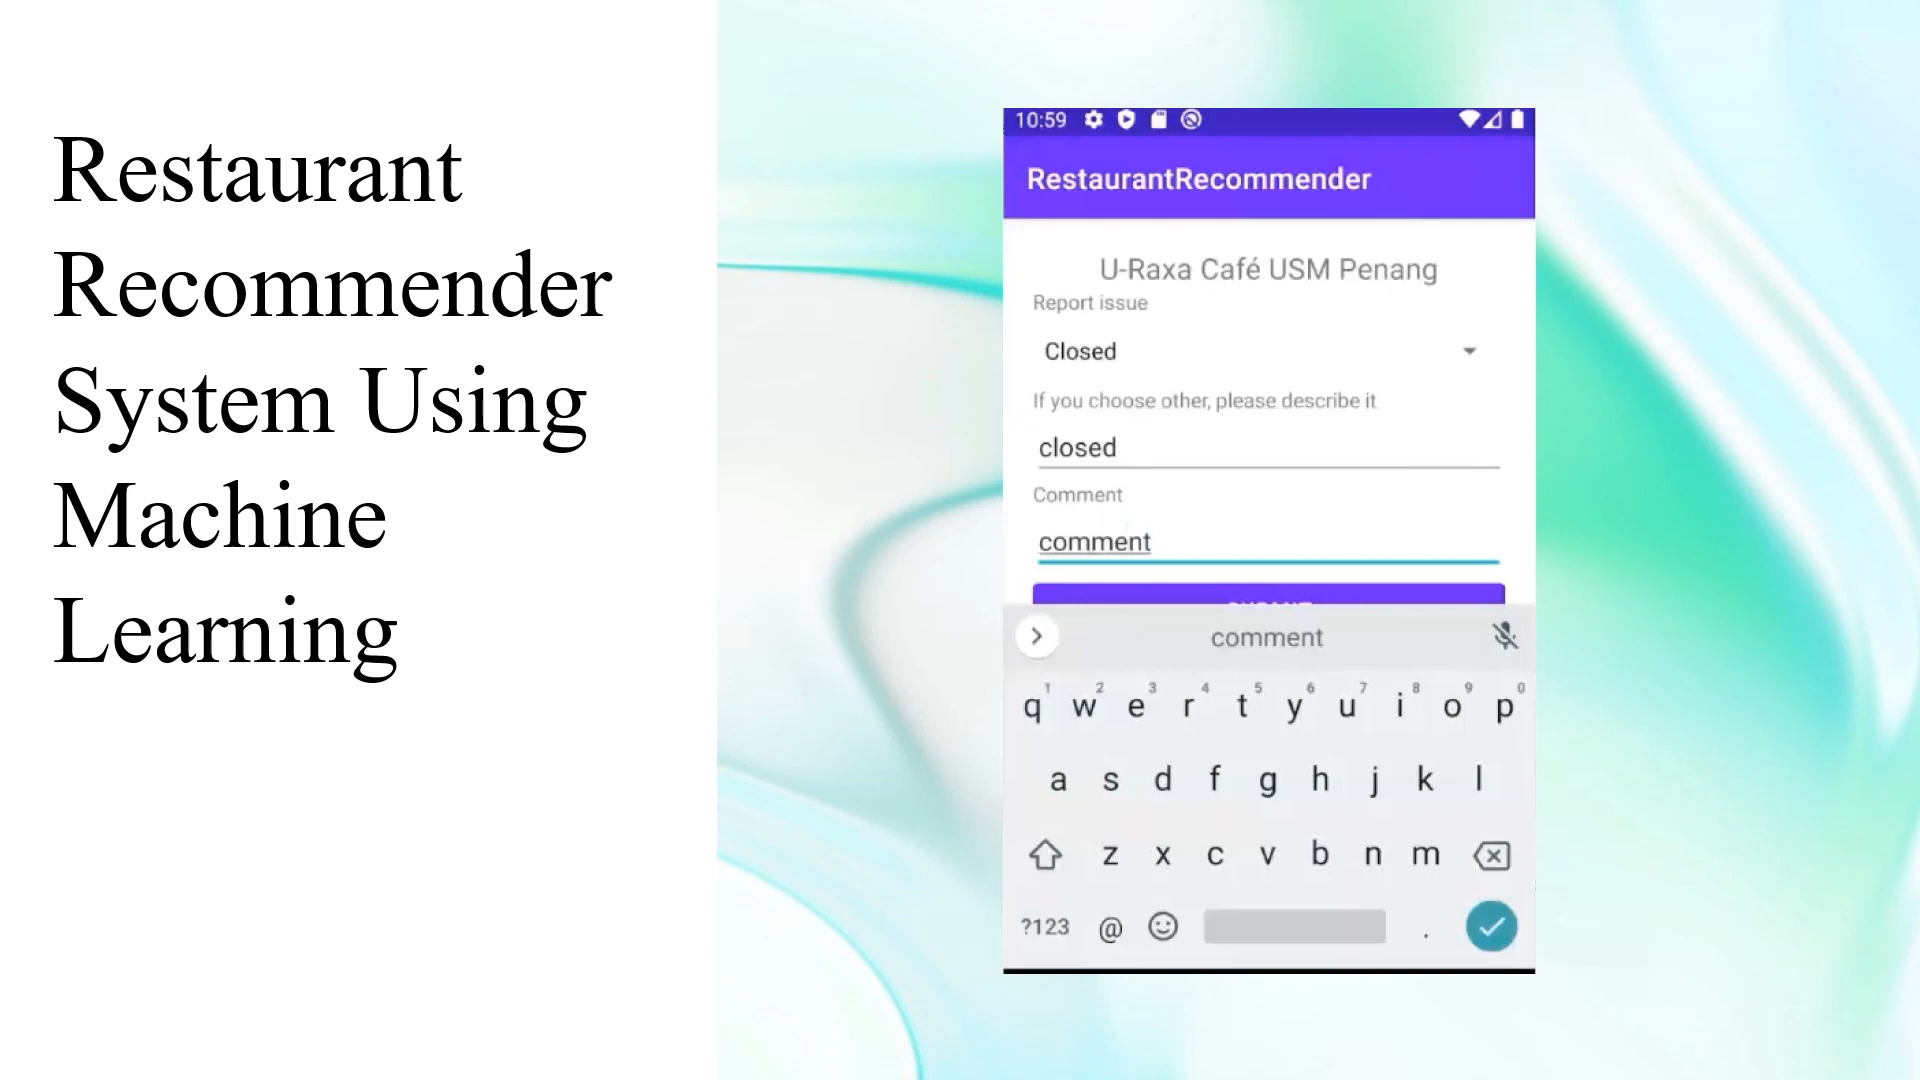 Restaurant
Recommender
System Using
Machine
Learning
10:59
RestaurantRecommender
U-Raxa Café USM Penang
Report issue
Closed
If you choose other, please describe it
closed
Comment
comment
comment
1 2 3 4 5 6 7 8 9 0
q w e r t y u i o p
a s d f g h j k l
z x c v b n m
?123 @ .